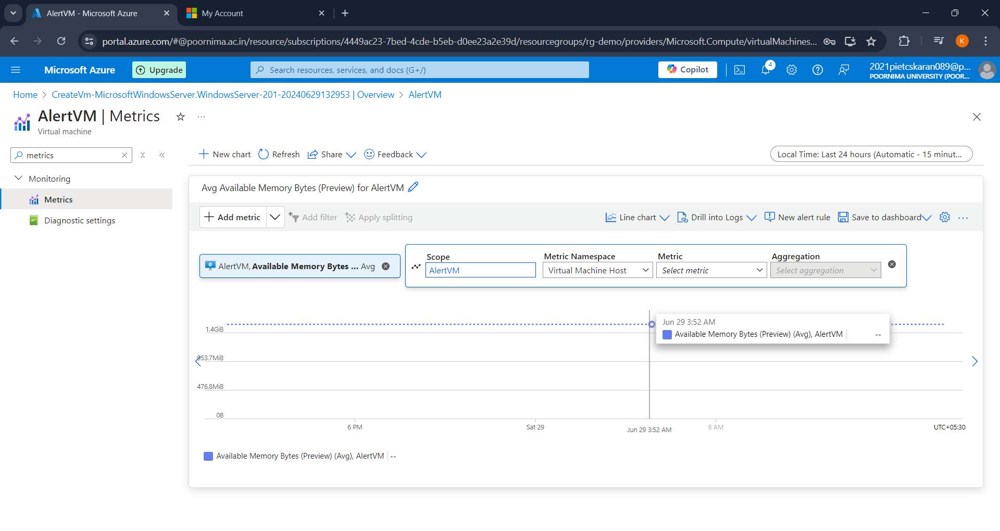 AlertVM - Microsoft Azure
My Account
portal.azure.com/#@poornima.ac.in/resource/subscriptions/4449ac23-7bed-4cde-b5eb-d0ee23a2e39d/resourcegroups/rg-demo/providers/Microsoft.Compute/virtualMachines...
K
Microsoft Azure
Upgrade
Search resources, services, and docs (G+/)
Copilot
4
2021pietcskaran089@p...
POORNIMA UNIVERSITY (POOR...
Home > CreateVm-MicrosoftWindowsServer.WindowsServer-201-20240629132953 | Overview > AlertVM
AlertVM | Metrics
Virtual machine
metrics
Monitoring
Metrics
Diagnostic settings
New chart
Refresh
Share
Feedback
Local Time: Last 24 hours (Automatic - 15 minut...
Avg Available Memory Bytes (Preview) for AlertVM
Add metric
Add filter
Apply splitting
Line chart
Drill into Logs
New alert rule
Save to dashboard
AlertVM, Available Memory Bytes ... Avg
Scope
AlertVM
Metric Namespace
Virtual Machine Host
Metric
Select metric
Aggregation
Select aggregation
Jun 29 3:52 AM
Available Memory Bytes (Preview) (Avg), AlertVM
--
1.4GiB
953.7MiB
476.8MiB
0B
6 PM
Sat 29
Jun 29 3:52 AM
6 AM
UTC+05:30
Available Memory Bytes (Preview) (Avg), AlertVM | --